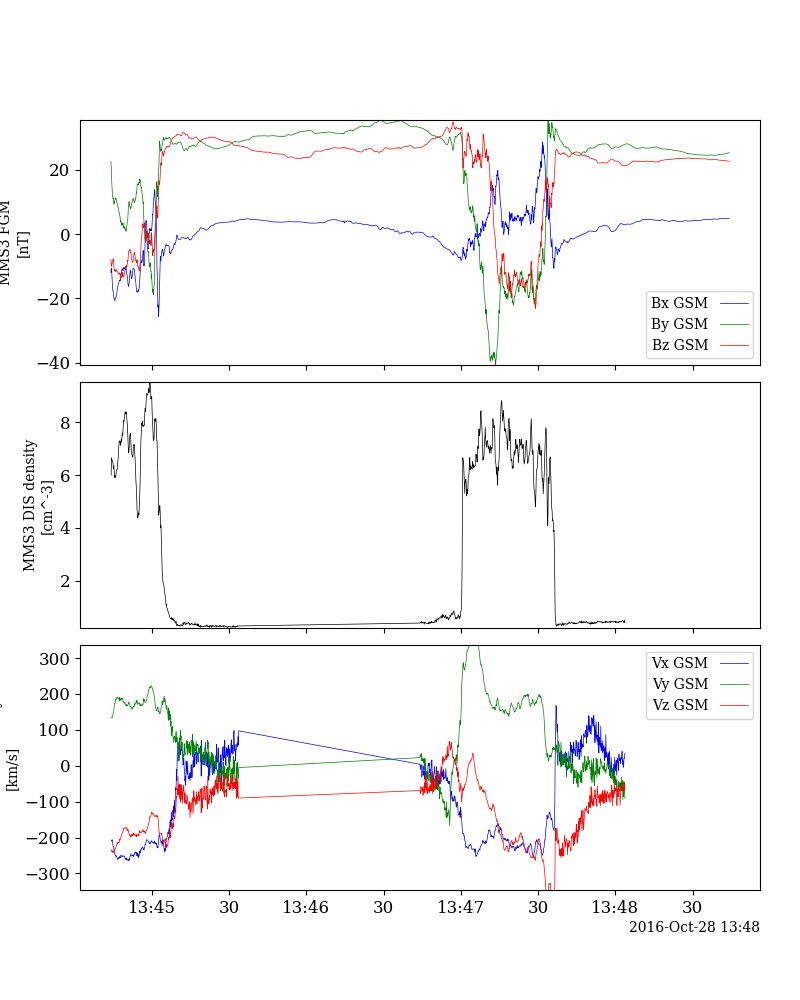 20
0
−20
−40
MMS3 FGM
[nT]
Bx GSM
By GSM
Bz GSM
8
6
4
2
MMS3 DIS density
[cm^-3]
300
200
100
0
−100
−200
−300
[km/s]
Vx GSM
Vy GSM
Vz GSM
13:45 30 13:46 30 13:47 30 13:48 30
2016-Oct-28 13:48